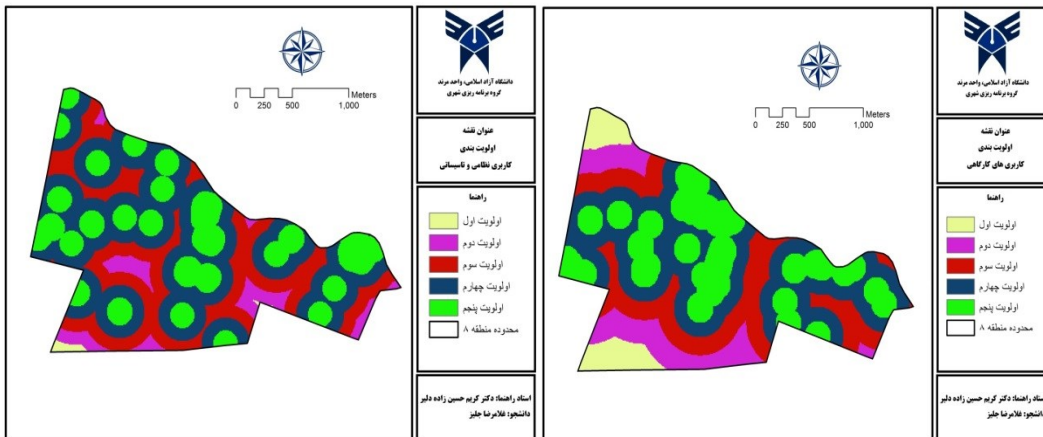 دانشگاه آزاد اسلامی، واحد مرند
گروه برنامه ریزی شهری
Meters
0 250 500 1,000
عنوان نقشه
اولویت بندی
کاربری نظامی و تاسیساتی
راهنما
اولویت اول
اولویت دوم
اولویت سوم
اولویت چهارم
اولویت پنجم
محدوده منطقه ۸
استاد راهنما: دکتر کریم حسین زاده دلیر
دانشجو: غلامرضا جلیز
دانشگاه آزاد اسلامی، واحد مرند
گروه برنامه ریزی شهری
Meters
0 250 500 1,000
عنوان نقشه
اولویت بندی
کاربری های کارگاهی
راهنما
اولویت اول
اولویت دوم
اولویت سوم
اولویت چهارم
اولویت پنجم
محدوده منطقه ۸
استاد راهنما: دکتر کریم حسین زاده دلیر
دانشجو: غلامرضا جلیز